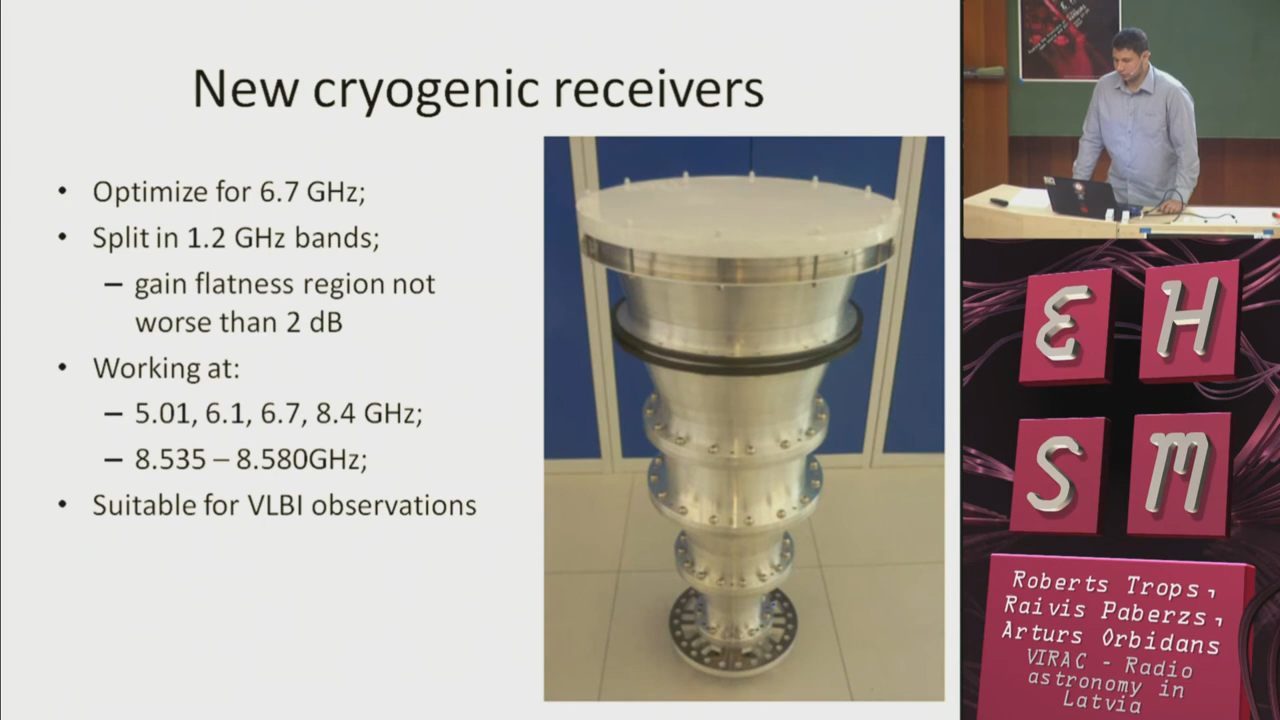 New cryogenic receivers
• Optimize for 6.7 GHz;
• Split in 1.2 GHz bands;
– gain flatness region not
worse than 2 dB
• Working at:
– 5.01, 6.1, 6.7, 8.4 GHz;
– 8.535 – 8.580GHz;
• Suitable for VLBI observations
E H
S M
Roberts Trops,
Raivis Paberzs,
Arturs Orbidans
VIRAC - Radio
astronomy in
Latvia